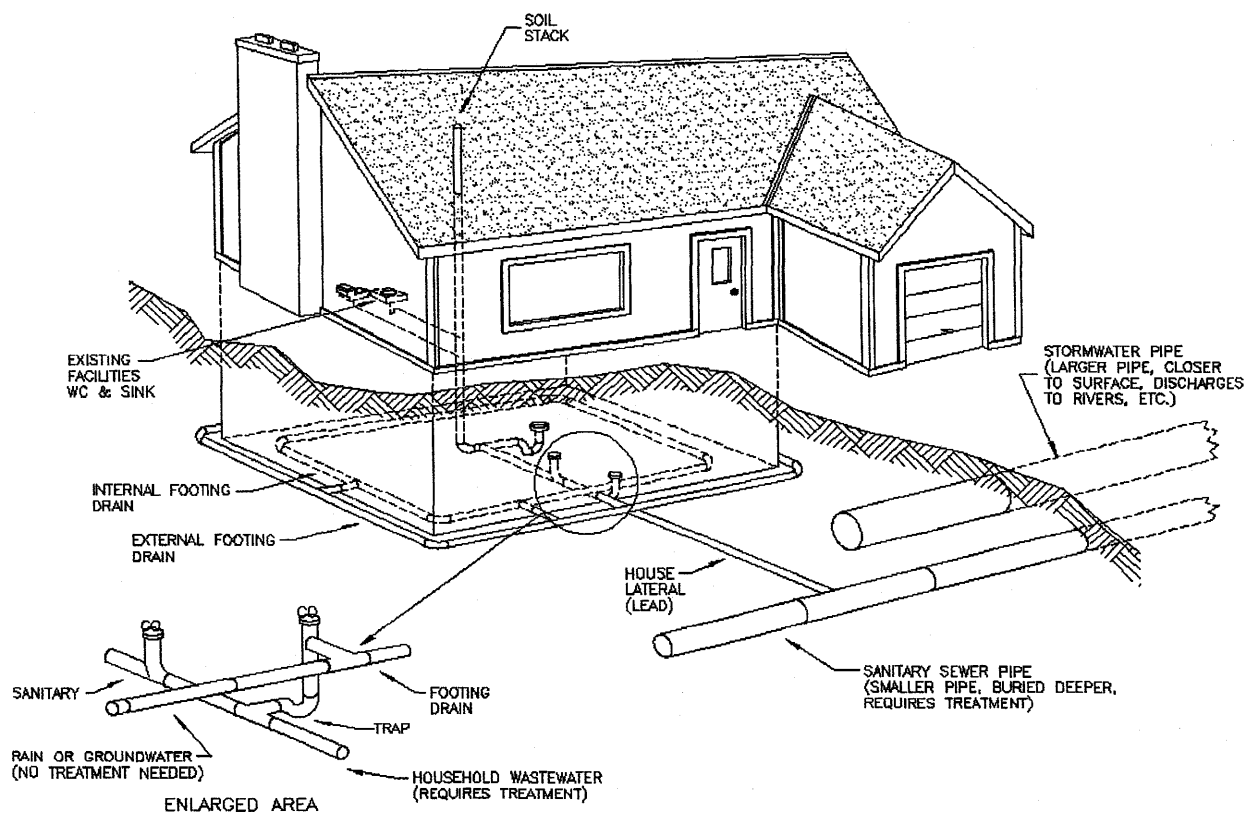 SOIL
STACK
EXISTING
FACILITIES
WC & SINK
STORMWATER PIPE
(LARGER PIPE, CLOSER
TO SURFACE, DISCHARGES
TO RIVERS, ETC.)
INTERNAL FOOTING
DRAIN
EXTERNAL FOOTING
DRAIN
HOUSE
LATERAL
(LEAD)
SANITARY SEWER PIPE
(SMALLER PIPE, BURIED DEEPER,
REQUIRES TREATMENT)
SANITARY
FOOTING
DRAIN
TRAP
RAIN OR GROUNDWATER
(NO TREATMENT NEEDED)
HOUSEHOLD WASTEWATER
(REQUIRES TREATMENT)
ENLARGED AREA